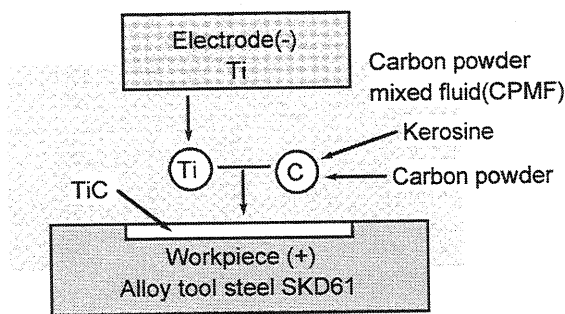 Electrode(-)
Ti
Carbon powder
mixed fluid(CPMF)
Kerosine
Ti
C
Carbon powder
TiC
Workpiece (+)
Alloy tool steel SKD61